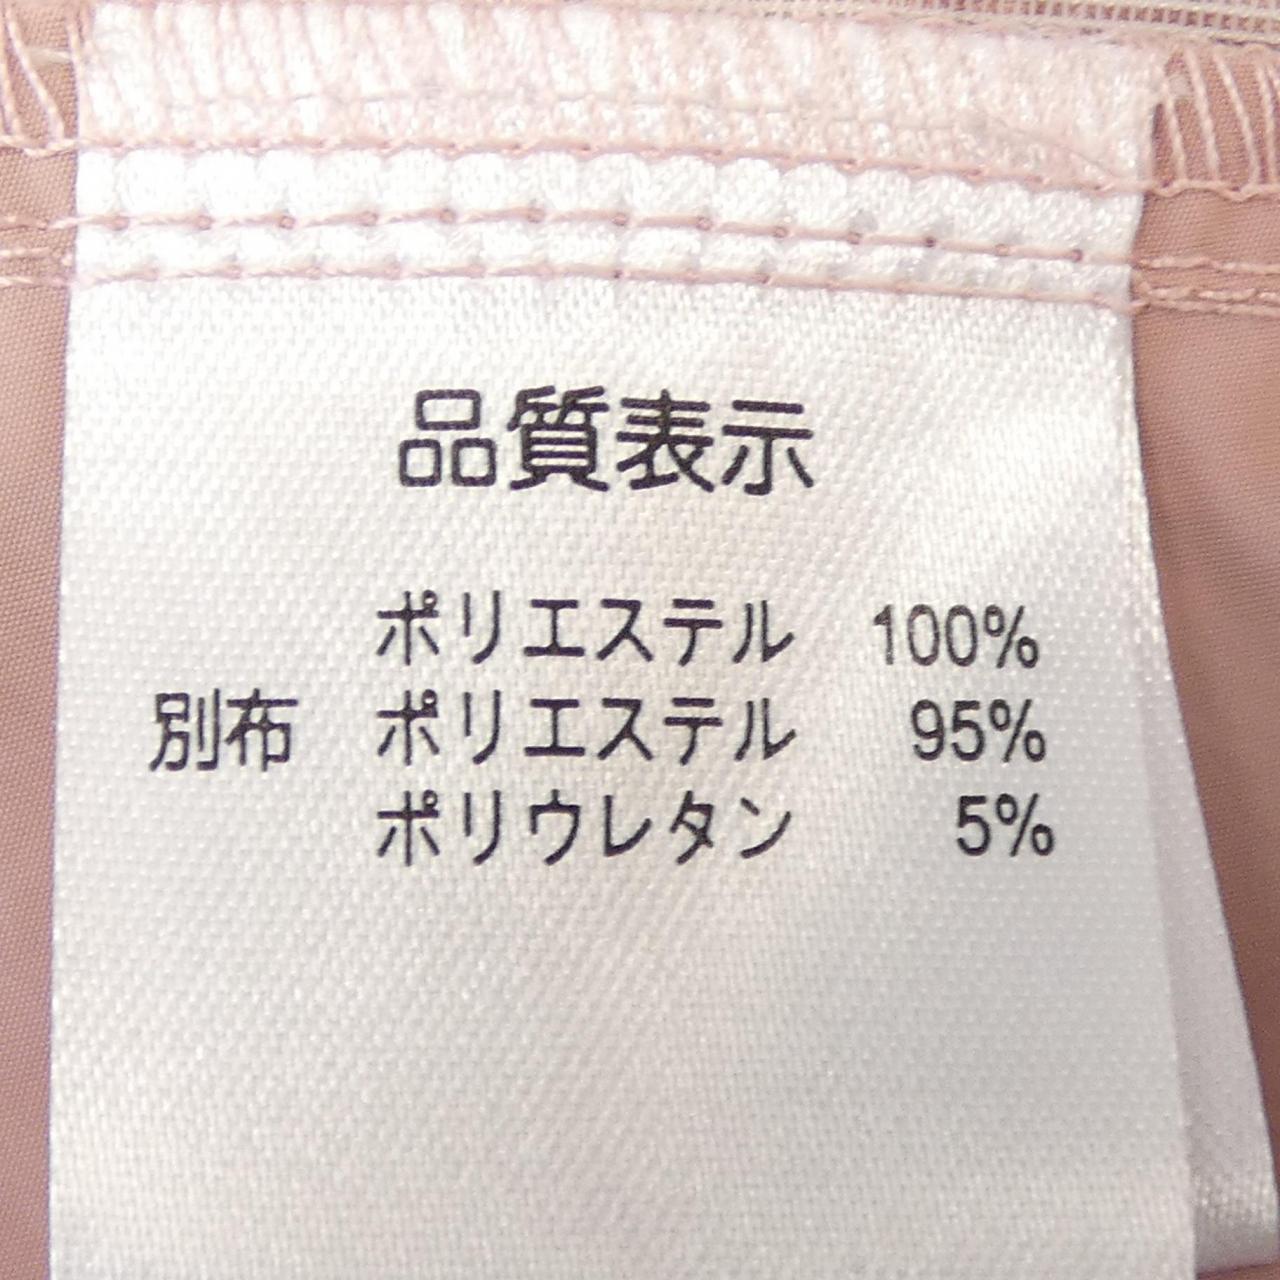 品質表示
ポリエステル 100%
別布 ポリエステル 95%
ポリウレタン 5%